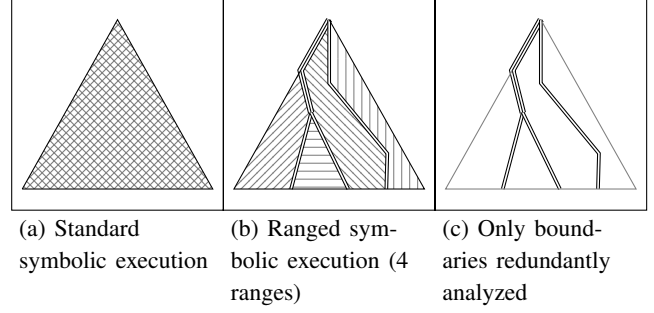 (a) Standard
symbolic execution
(b) Ranged sym-
bolic execution (4
ranges)
(c) Only bound-
aries redundantly
analyzed